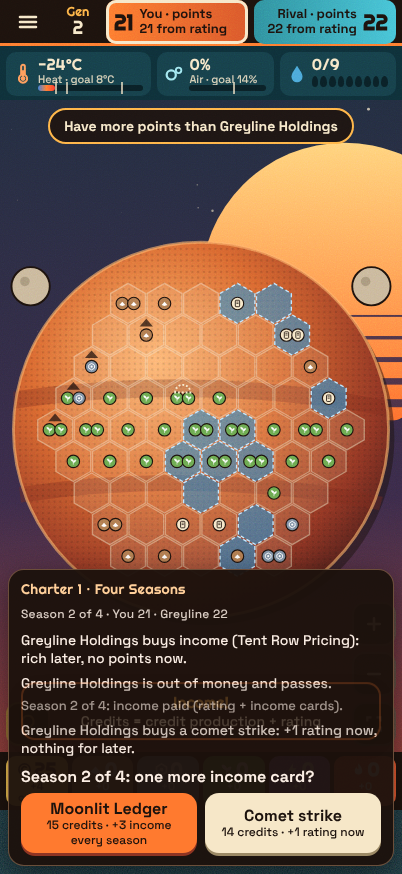 Gen
2
21
You · points
21 from rating
Rival · points
22 from rating
22
−24°C
Heat · goal 8°C
0%
Air · goal 14%
0/9
Have more points than Greyline Holdings
Charter 1 · Four Seasons
Season 2 of 4 · You 21 · Greyline 22
Greyline Holdings buys income (Tent Row Pricing):
rich later, no points now.
Greyline Holdings is out of money and passes.
Season 2 of 4: income paid (rating + income cards).
Credits = credit production + rating
Greyline Holdings buys a comet strike: +1 rating now,
nothing for later.
Season 2 of 4: one more income card?
Moonlit Ledger
15 credits · +3 income
every season
Comet strike
14 credits · +1 rating now